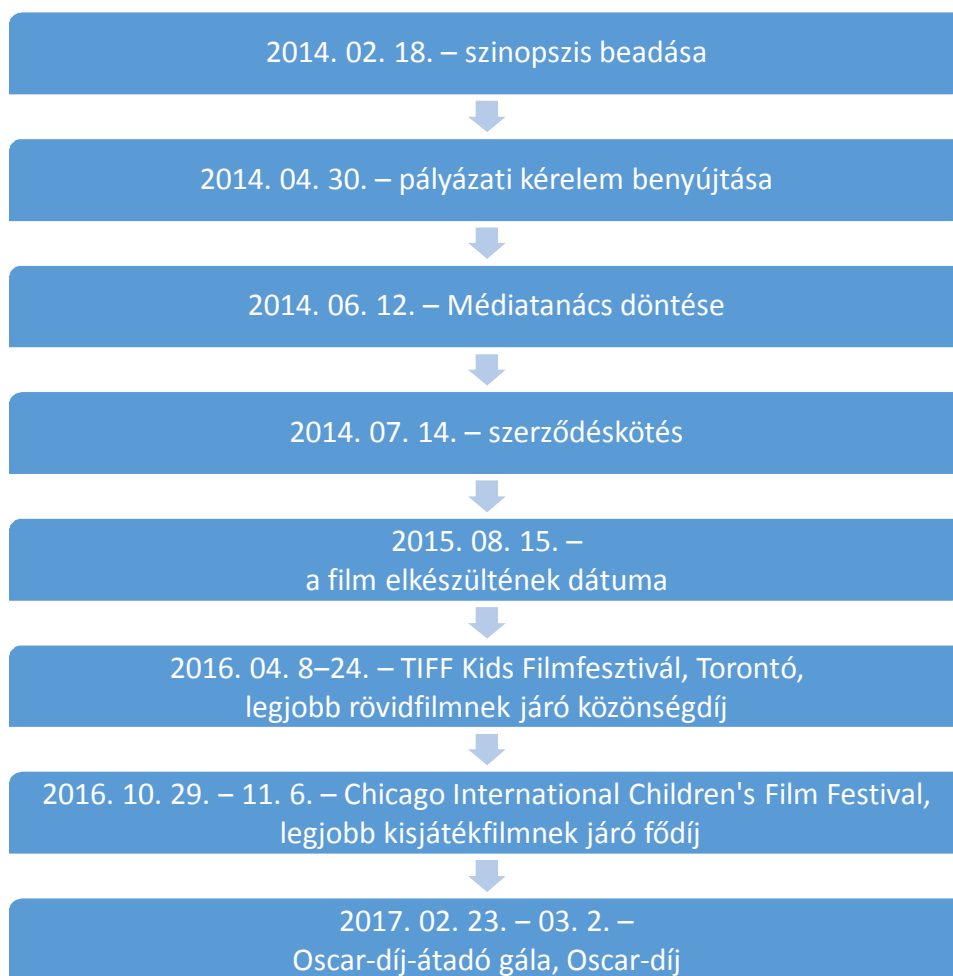 2014. 02. 18. – szinopszis beadása
2014. 04. 30. – pályázati kérelem benyújtása
2014. 06. 12. – Médiatanács döntése
2014. 07. 14. – szerződéskötés
2015. 08. 15. –
a film elkészültének dátuma
2016. 04. 8–24. – TIFF Kids Filmfesztivál, Torontó,
legjobb rövidfilmnek járó közönségdíj
2016. 10. 29. – 11. 6. – Chicago International Children's Film Festival,
legjobb kisjátékfilmnek járó fődíj
2017. 02. 23. – 03. 2. –
Oscar-díj-átadó gála, Oscar-díj